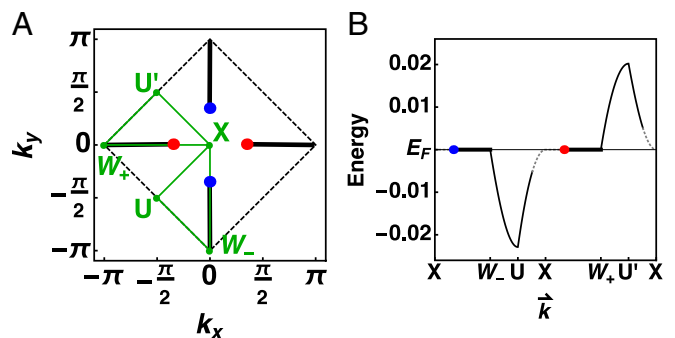 A
π
π/2
0
-π/2
-π
k_y
U'
X
W_+
U
W_-
-π -π/2 0 π/2 π
k_x
B
0.02
0.01
E_F
-0.01
-0.02
Energy
X W_- U X W_+ U' X
k⃗